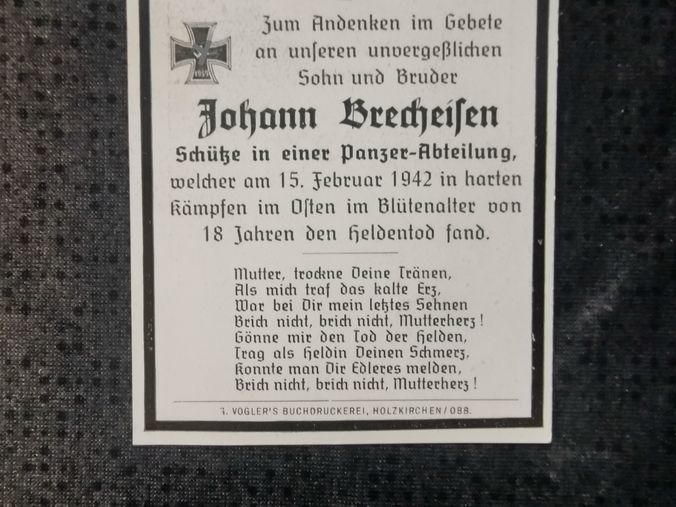 Zum Andenken im Gebete
an unseren unvergeßlichen
Sohn und Bruder
Johann Brecheisen
Schütze in einer Panzer-Abteilung,
welcher am 15. Februar 1942 in harten
Kämpfen im Osten im Blütenalter von
18 Jahren den Heldentod fand.
1939
Mutter, trockne Deine Tränen,
Als mich traf das kalte Erz,
War bei Dir mein letztes Sehnen
Brich nicht, brich nicht, Mutterherz!
Gönne mir den Tod der Helden,
Trag als Heldin Deinen Schmerz,
Konnte man Dir Edleres melden,
Brich nicht, brich nicht, Mutterherz!
VOGLER'S BUCHDRUCKEREI, HOLZKIRCHEN/OBB.